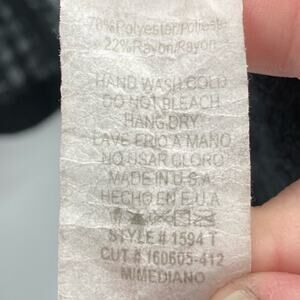 78%Polyester/Poliéster
22%Rayon/Rayon
HAND WASH COLD
DO NOT BLEACH
HANG DRY
LAVE FRIO A MANO
NO USAR CLORO
MADE IN U.S.A
HECHO EN E.U.A
STYLE # 1594 T
CUT # 160605-412
M/MEDIANO